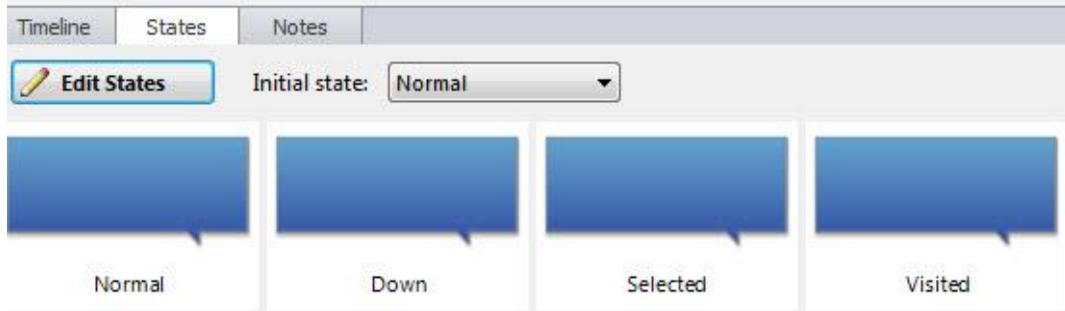 Timeline States Notes
Edit States Initial state: Normal
Normal Down Selected Visited